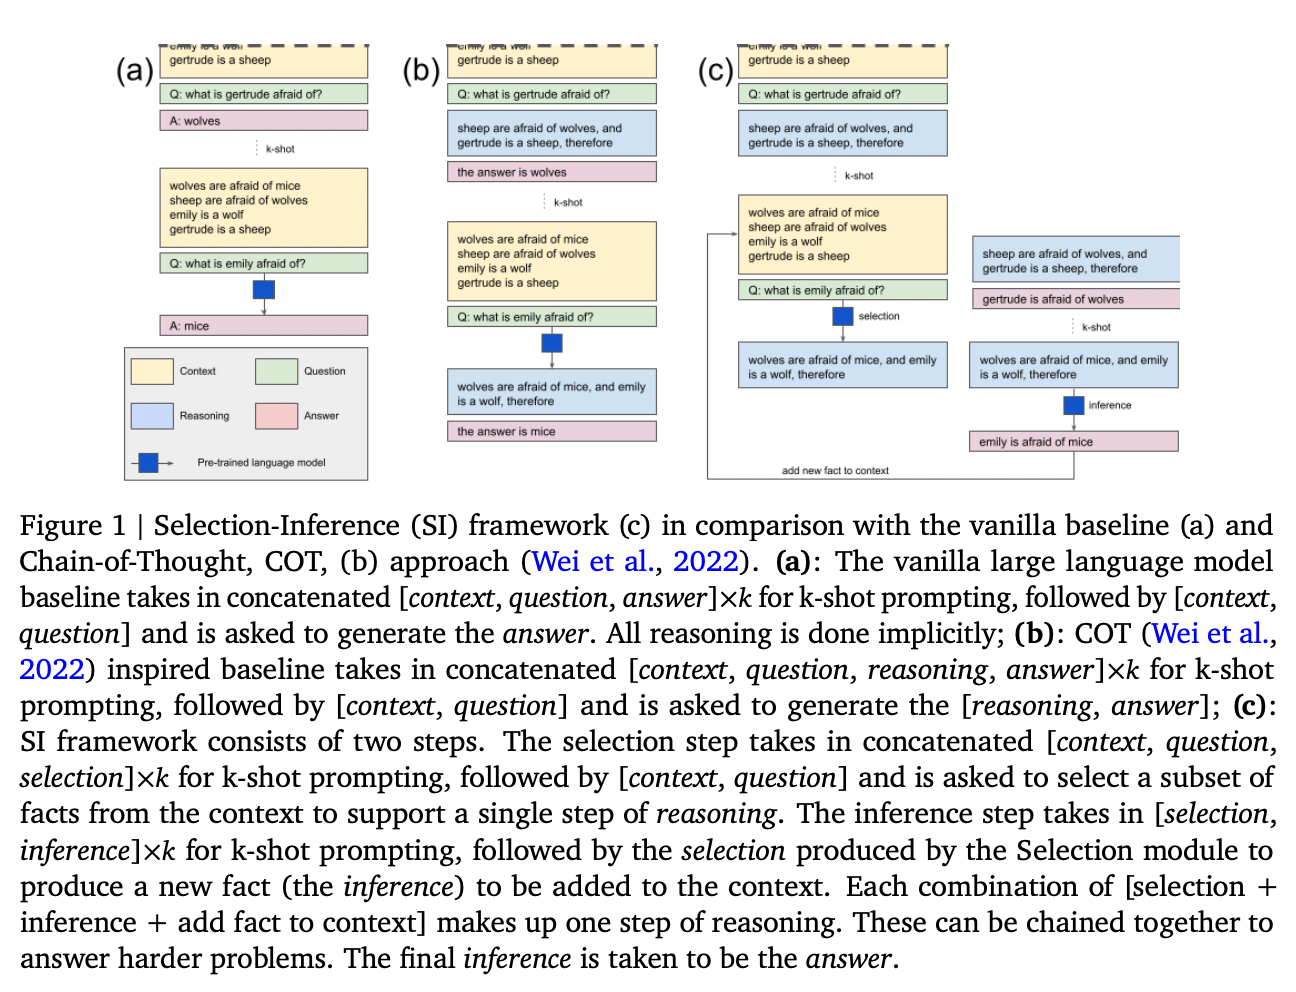 (a)
emily is a wolf
gertrude is a sheep
Q: what is gertrude afraid of?
A: wolves
k-shot
wolves are afraid of mice
sheep are afraid of wolves
emily is a wolf
gertrude is a sheep
Q: what is emily afraid of?
A: mice
Context
Question
Reasoning
Answer
Pre-trained language model
(b)
emily is a wolf
gertrude is a sheep
Q: what is gertrude afraid of?
sheep are afraid of wolves, and
gertrude is a sheep, therefore
the answer is wolves
k-shot
wolves are afraid of mice
sheep are afraid of wolves
emily is a wolf
gertrude is a sheep
Q: what is emily afraid of?
wolves are afraid of mice, and emily
is a wolf, therefore
the answer is mice
(c)
emily is a wolf
gertrude is a sheep
Q: what is gertrude afraid of?
sheep are afraid of wolves, and
gertrude is a sheep, therefore
k-shot
wolves are afraid of mice
sheep are afraid of wolves
emily is a wolf
gertrude is a sheep
Q: what is emily afraid of?
selection
wolves are afraid of mice, and emily
is a wolf, therefore
sheep are afraid of wolves, and
gertrude is a sheep, therefore
gertrude is afraid of wolves
k-shot
wolves are afraid of mice, and emily
is a wolf, therefore
inference
emily is afraid of mice
add new fact to context
Figure 1 | Selection-Inference (SI) framework (c) in comparison with the vanilla baseline (a) and
Chain-of-Thought, COT, (b) approach (Wei et al., 2022). (a): The vanilla large language model
baseline takes in concatenated [context, question, answer]×k for k-shot prompting, followed by [context,
question] and is asked to generate the answer. All reasoning is done implicitly; (b): COT (Wei et al.,
2022) inspired baseline takes in concatenated [context, question, reasoning, answer]×k for k-shot
prompting, followed by [context, question] and is asked to generate the [reasoning, answer]; (c):
SI framework consists of two steps. The selection step takes in concatenated [context, question,
selection]×k for k-shot prompting, followed by [context, question] and is asked to select a subset of
facts from the context to support a single step of reasoning. The inference step takes in [selection,
inference]×k for k-shot prompting, followed by the selection produced by the Selection module to
produce a new fact (the inference) to be added to the context. Each combination of [selection +
inference + add fact to context] makes up one step of reasoning. These can be chained together to
answer harder problems. The final inference is taken to be the answer.